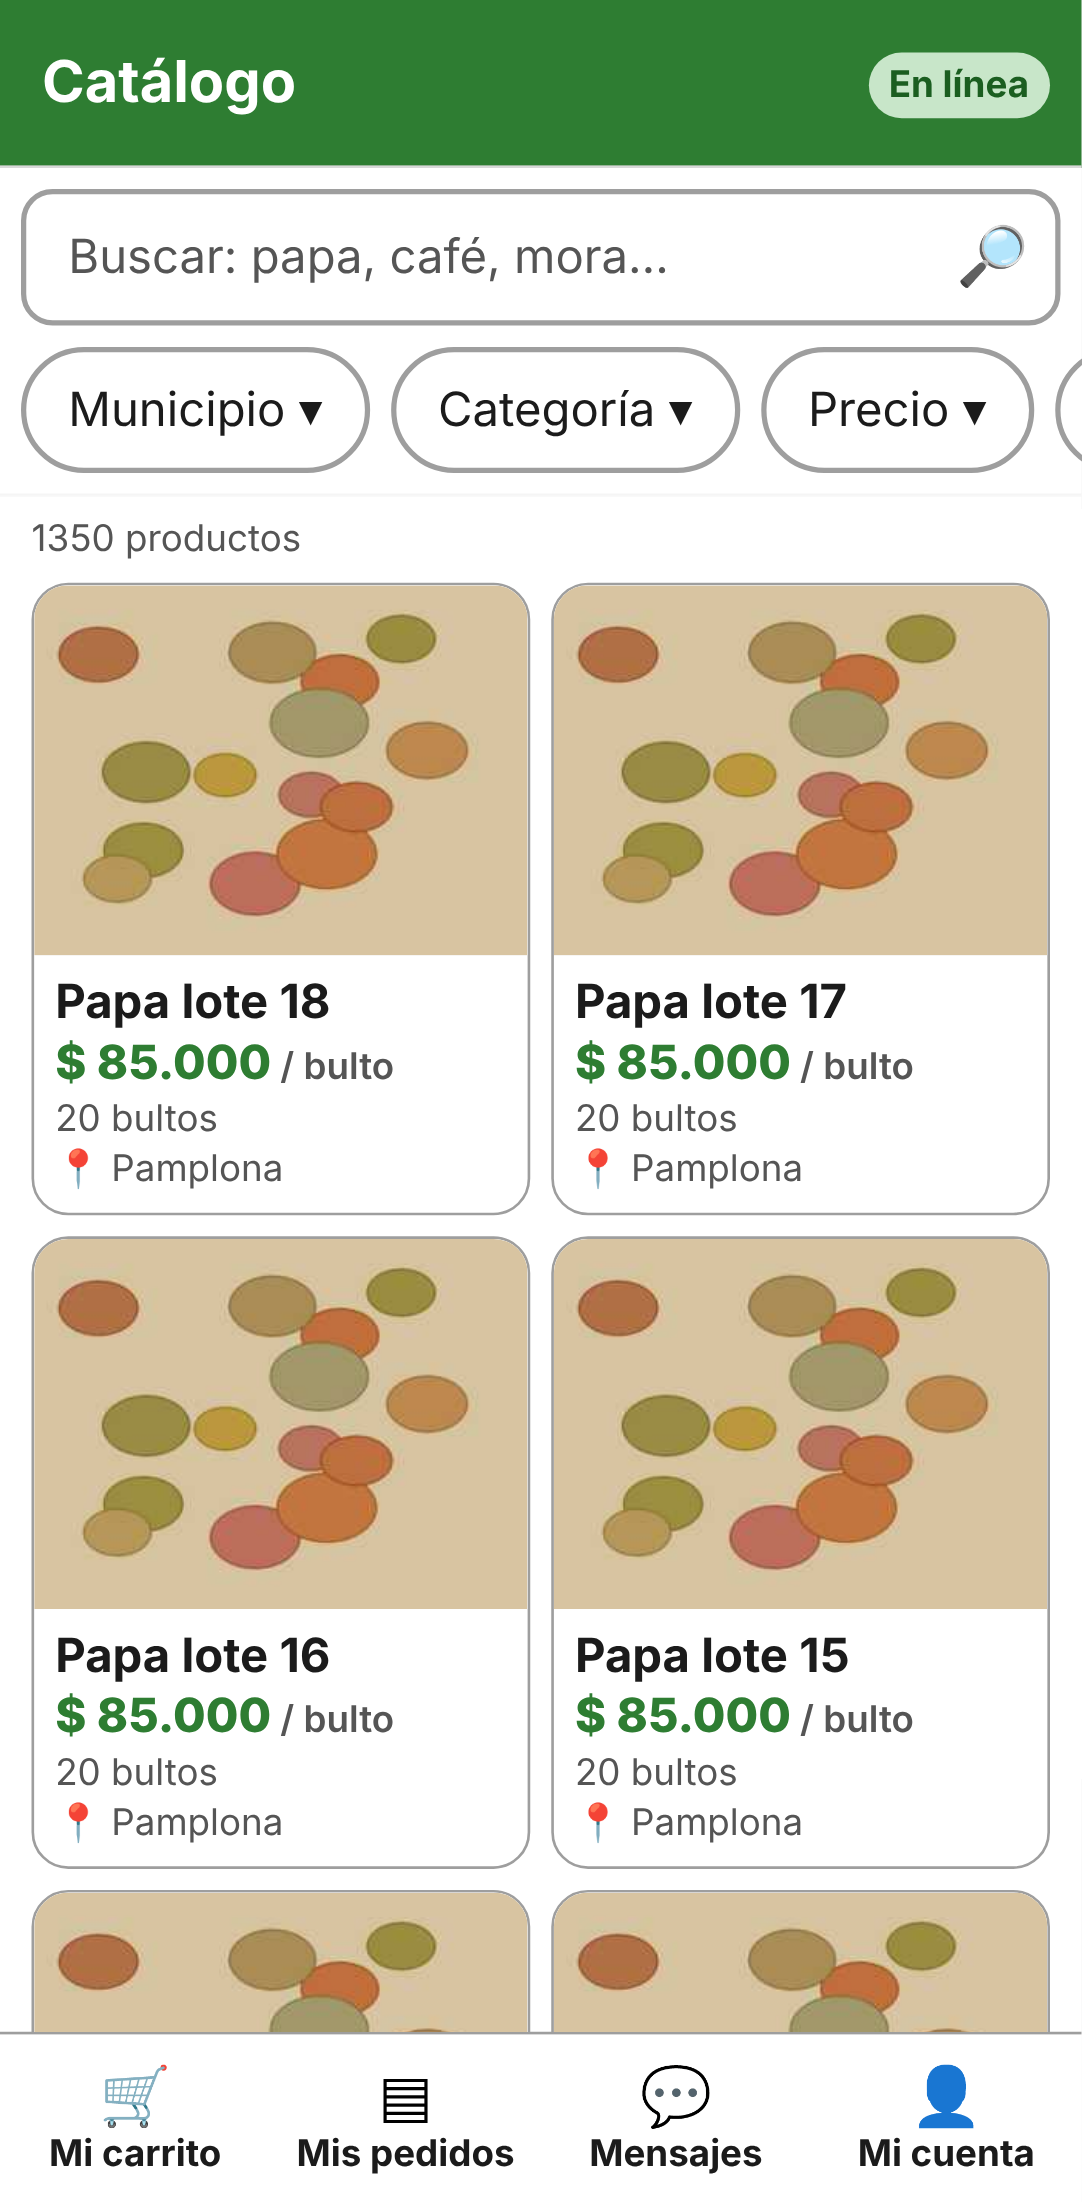 Catálogo
En línea
Buscar: papa, café, mora...
Municipio ▾
Categoría ▾
Precio ▾
1350 productos
Papa lote 18
$ 85.000 / bulto
20 bultos
📍 Pamplona
Papa lote 17
$ 85.000 / bulto
20 bultos
📍 Pamplona
Papa lote 16
$ 85.000 / bulto
20 bultos
📍 Pamplona
Papa lote 15
$ 85.000 / bulto
20 bultos
📍 Pamplona
Mi carrito
Mis pedidos
Mensajes
Mi cuenta